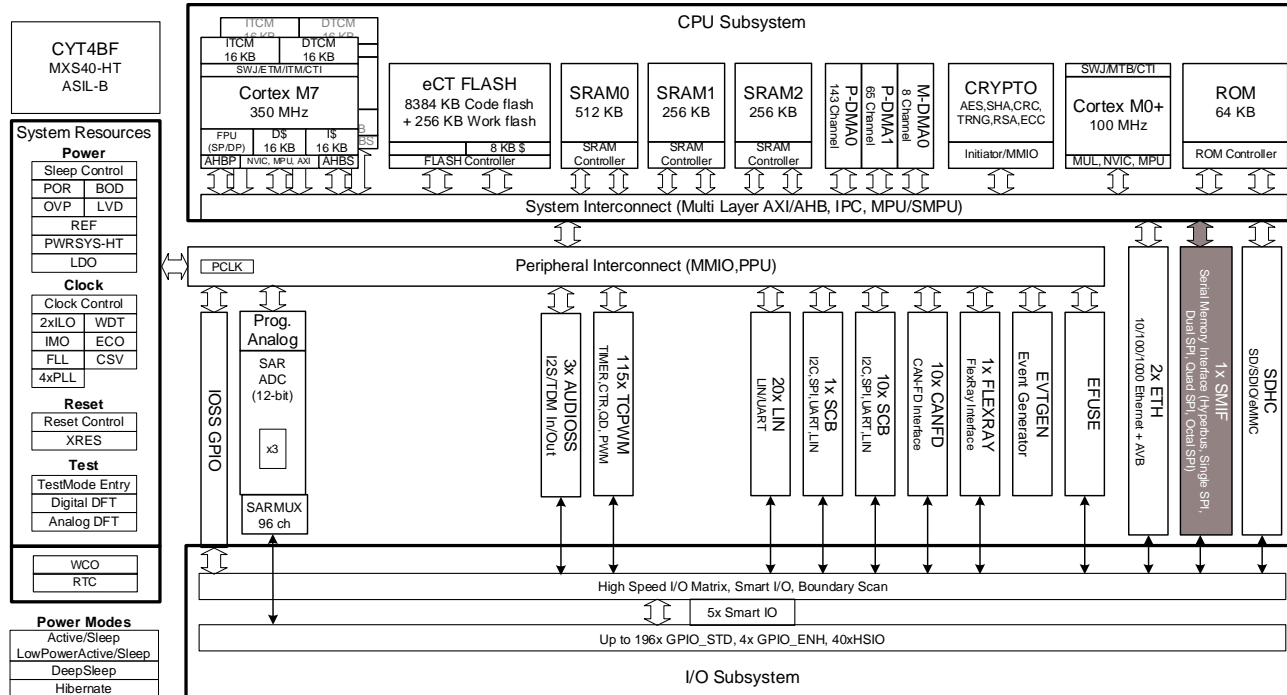 CYT4BF
MXS40-HT
ASIL-B
System Resources
Power
Sleep Control
POR BOD
OVP LVD
REF
PWRSYS-HT
LDO
Clock
Clock Control
2xILO WDT
IMO ECO
FLL CSV
4xPLL
Reset
Reset Control
XRES
Test
TestMode Entry
Digital DFT
Analog DFT
WCO
RTC
Power Modes
Active/Sleep
LowPowerActive/Sleep
DeepSleep
Hibernate
CPU Subsystem
ITCM
16 KB
DTCM
16 KB
ITCM
16 KB
DTCM
16 KB
SWJ/ETM/ITM/CTI
Cortex M7
350 MHz
FPU
(SP/DP)
D$
16 KB
I$
16 KB
AHBP
NVIC, MPU, AXI
AHBS
eCT FLASH
8384 KB Code flash
+ 256 KB Work flash
8 KB $
FLASH Controller
SRAM0
512 KB
SRAM
Controller
SRAM1
256 KB
SRAM
Controller
SRAM2
256 KB
SRAM
Controller
P-DMA0
143 Channel
P-DMA1
65 Channel
M-DMA0
8 Channel
CRYPTO
AES,SHA,CRC,
TRNG,RSA,ECC
Initiator/MMIO
SWJ/MTB/CTI
Cortex M0+
100 MHz
MUL, NVIC, MPU
ROM
64 KB
ROM Controller
System Interconnect (Multi Layer AXI/AHB, IPC, MPU/SMPU)
PCLK
Peripheral Interconnect (MMIO,PPU)
IOSS GPIO
Prog.
Analog
SAR
ADC
(12-bit)
x3
SARMUX
96 ch
3x AUDIOSS
I2S/TDM In/Out
115x TCPWM
TIMER,CTR,QD, PWM
20x LIN
LIN/UART
1x SCB
I2C,SPI,UART,LIN
10x SCB
I2C,SPI,UART,LIN
10x CANFD
CAN-FD Interface
1x FLEXRAY
FlexRay Interface
EVTGEN
Event Generator
EFUSE
2x ETH
10/100/1000 Ethernet + AVB
1x SMIF
Serial Memory Interface (Hyperbus, Single SPI,
Dual SPI, Quad SPI, Octal SPI)
SDHC
SD/SDIO/eMMC
High Speed I/O Matrix, Smart I/O, Boundary Scan
5x Smart IO
Up to 196x GPIO_STD, 4x GPIO_ENH, 40xHSIO
I/O Subsystem